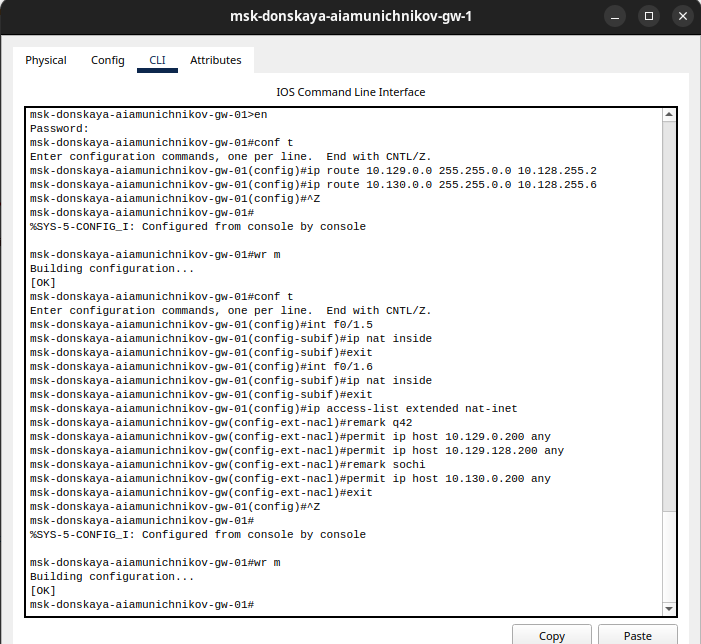 msk-donskaya-aiamunichnikov-gw-1
Physical Config CLI Attributes
IOS Command Line Interface
msk-donskaya-aiamunichnikov-gw-01>en
Password:
msk-donskaya-aiamunichnikov-gw-01#conf t
Enter configuration commands, one per line.  End with CNTL/Z.
msk-donskaya-aiamunichnikov-gw-01(config)#ip route 10.129.0.0 255.255.0.0 10.128.255.2
msk-donskaya-aiamunichnikov-gw-01(config)#ip route 10.130.0.0 255.255.0.0 10.128.255.6
msk-donskaya-aiamunichnikov-gw-01(config)#^Z
msk-donskaya-aiamunichnikov-gw-01#
%SYS-5-CONFIG_I: Configured from console by console
msk-donskaya-aiamunichnikov-gw-01#wr m
Building configuration...
[OK]
msk-donskaya-aiamunichnikov-gw-01#conf t
Enter configuration commands, one per line.  End with CNTL/Z.
msk-donskaya-aiamunichnikov-gw-01(config)#int f0/1.5
msk-donskaya-aiamunichnikov-gw-01(config-subif)#ip nat inside
msk-donskaya-aiamunichnikov-gw-01(config-subif)#exit
msk-donskaya-aiamunichnikov-gw-01(config)#int f0/1.6
msk-donskaya-aiamunichnikov-gw-01(config-subif)#ip nat inside
msk-donskaya-aiamunichnikov-gw-01(config-subif)#exit
msk-donskaya-aiamunichnikov-gw-01(config)#ip access-list extended nat-inet
msk-donskaya-aiamunichnikov-gw(config-ext-nacl)#remark q42
msk-donskaya-aiamunichnikov-gw(config-ext-nacl)#permit ip host 10.129.0.200 any
msk-donskaya-aiamunichnikov-gw(config-ext-nacl)#permit ip host 10.129.128.200 any
msk-donskaya-aiamunichnikov-gw(config-ext-nacl)#remark sochi
msk-donskaya-aiamunichnikov-gw(config-ext-nacl)#permit ip host 10.130.0.200 any
msk-donskaya-aiamunichnikov-gw(config-ext-nacl)#exit
msk-donskaya-aiamunichnikov-gw-01(config)#^Z
msk-donskaya-aiamunichnikov-gw-01#
%SYS-5-CONFIG_I: Configured from console by console
msk-donskaya-aiamunichnikov-gw-01#wr m
Building configuration...
[OK]
msk-donskaya-aiamunichnikov-gw-01#
Copy Paste